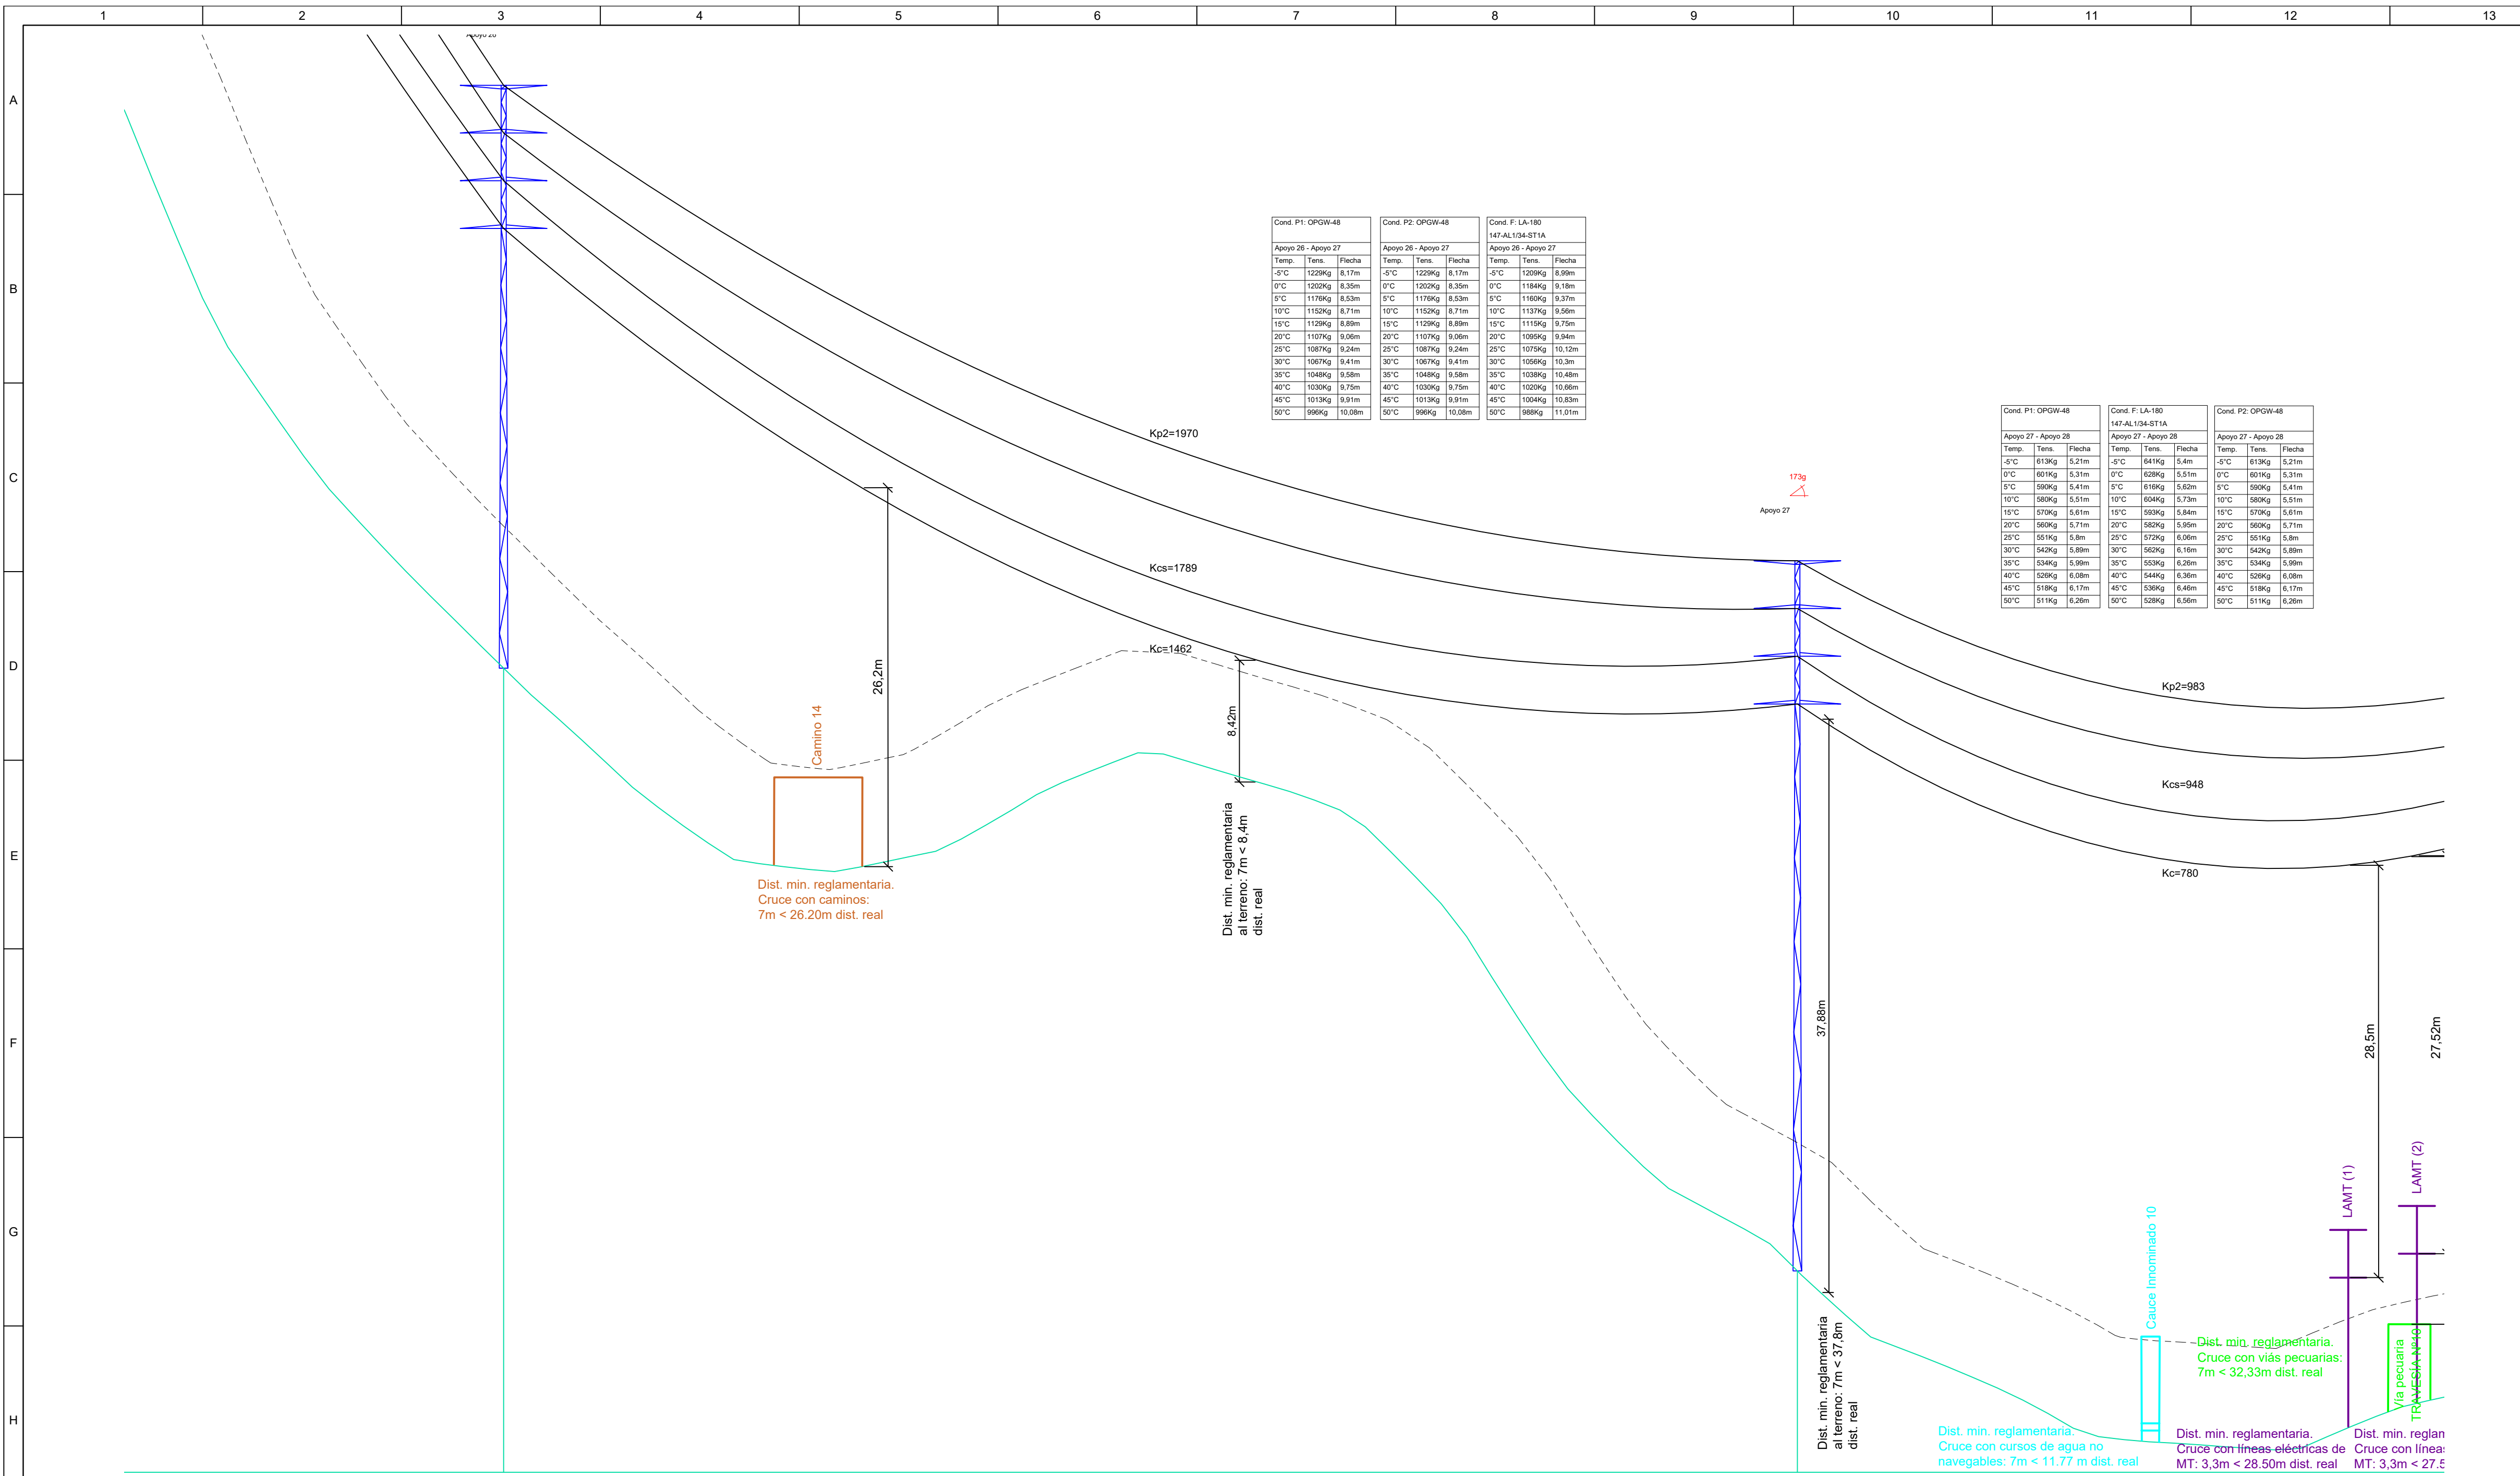 1 2 3 4 5 6 7 8 9 10 11 12 13
A
B
C
D
E
F
G
H
Apoyo 26
Cond. P1: OPGW-48
Apoyo 26 - Apoyo 27
Temp. Tens. Flecha
-5°C 1229Kg 8,17m
0°C 1202Kg 8,35m
5°C 1176Kg 8,53m
10°C 1152Kg 8,71m
15°C 1129Kg 8,89m
20°C 1107Kg 9,06m
25°C 1087Kg 9,24m
30°C 1067Kg 9,41m
35°C 1048Kg 9,58m
40°C 1030Kg 9,75m
45°C 1013Kg 9,91m
50°C 996Kg 10,08m
Cond. P2: OPGW-48
Apoyo 26 - Apoyo 27
Temp. Tens. Flecha
-5°C 1229Kg 8,17m
0°C 1202Kg 8,35m
5°C 1176Kg 8,53m
10°C 1152Kg 8,71m
15°C 1129Kg 8,89m
20°C 1107Kg 9,06m
25°C 1087Kg 9,24m
30°C 1067Kg 9,41m
35°C 1048Kg 9,58m
40°C 1030Kg 9,75m
45°C 1013Kg 9,91m
50°C 996Kg 10,08m
Cond. F: LA-180
147-AL1/34-ST1A
Apoyo 26 - Apoyo 27
Temp. Tens. Flecha
-5°C 1209Kg 8,99m
0°C 1184Kg 9,18m
5°C 1160Kg 9,37m
10°C 1137Kg 9,56m
15°C 1115Kg 9,75m
20°C 1095Kg 9,94m
25°C 1075Kg 10,12m
30°C 1056Kg 10,3m
35°C 1038Kg 10,48m
40°C 1020Kg 10,66m
45°C 1004Kg 10,83m
50°C 988Kg 11,01m
Cond. P1: OPGW-48
Apoyo 27 - Apoyo 28
Temp. Tens. Flecha
-5°C 613Kg 5,21m
0°C 601Kg 5,31m
5°C 590Kg 5,41m
10°C 580Kg 5,51m
15°C 570Kg 5,61m
20°C 560Kg 5,71m
25°C 551Kg 5,8m
30°C 542Kg 5,89m
35°C 534Kg 5,99m
40°C 526Kg 6,08m
45°C 518Kg 6,17m
50°C 511Kg 6,26m
Cond. F: LA-180
147-AL1/34-ST1A
Apoyo 27 - Apoyo 28
Temp. Tens. Flecha
-5°C 641Kg 5,4m
0°C 628Kg 5,51m
5°C 616Kg 5,62m
10°C 604Kg 5,73m
15°C 593Kg 5,84m
20°C 582Kg 5,95m
25°C 572Kg 6,06m
30°C 562Kg 6,16m
35°C 553Kg 6,26m
40°C 544Kg 6,36m
45°C 536Kg 6,46m
50°C 528Kg 6,56m
Cond. P2: OPGW-48
Apoyo 27 - Apoyo 28
Temp. Tens. Flecha
-5°C 613Kg 5,21m
0°C 601Kg 5,31m
5°C 590Kg 5,41m
10°C 580Kg 5,51m
15°C 570Kg 5,61m
20°C 560Kg 5,71m
25°C 551Kg 5,8m
30°C 542Kg 5,89m
35°C 534Kg 5,99m
40°C 526Kg 6,08m
45°C 518Kg 6,17m
50°C 511Kg 6,26m
Kp2=1970
Kcs=1789
Kc=1462
173g
Apoyo 27
Kp2=983
Kcs=948
Kc=780
26,2m
8,42m
Camino 14
Dist. min. reglamentaria.
Cruce con caminos:
7m < 26.20m dist. real
Dist. min. reglamentaria
al terreno: 7m < 8,4m
dist. real
37,88m
28,5m
27,52m
Dist. min. reglamentaria
al terreno: 7m < 37,8m
dist. real
LAMT (1)
LAMT (2)
Cauce Innominado 10
Dist. min. reglamentaria.
Cruce con viás pecuarias:
7m < 32,33m dist. real
Vía pecuaria
TRAVESÍA Nº10
Dist. min. reglamentaria.
Cruce con cursos de agua no
navegables: 7m < 11.77 m dist. real
Dist. min. reglamentaria.
Cruce con líneas eléctricas de
MT: 3,3m < 28.50m dist. real
Dist. min. reglam
Cruce con líneas
MT: 3,3m < 27.5